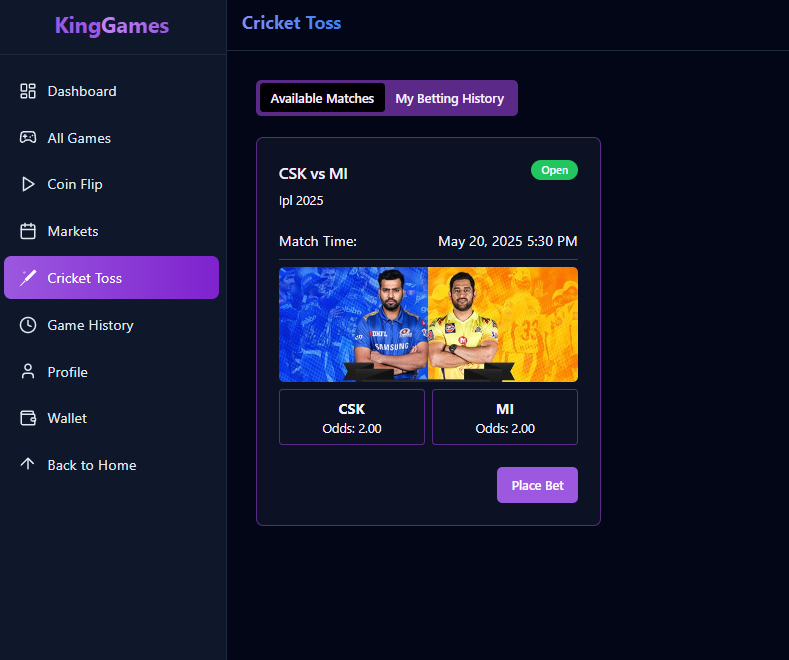 KingGames
Cricket Toss
Dashboard
All Games
Coin Flip
Markets
Cricket Toss
Game History
Profile
Wallet
Back to Home
Available Matches
My Betting History
CSK vs MI
Open
Ipl 2025
Match Time:
May 20, 2025 5:30 PM
SAMSUNG
33
CSK
Odds: 2.00
MI
Odds: 2.00
Place Bet